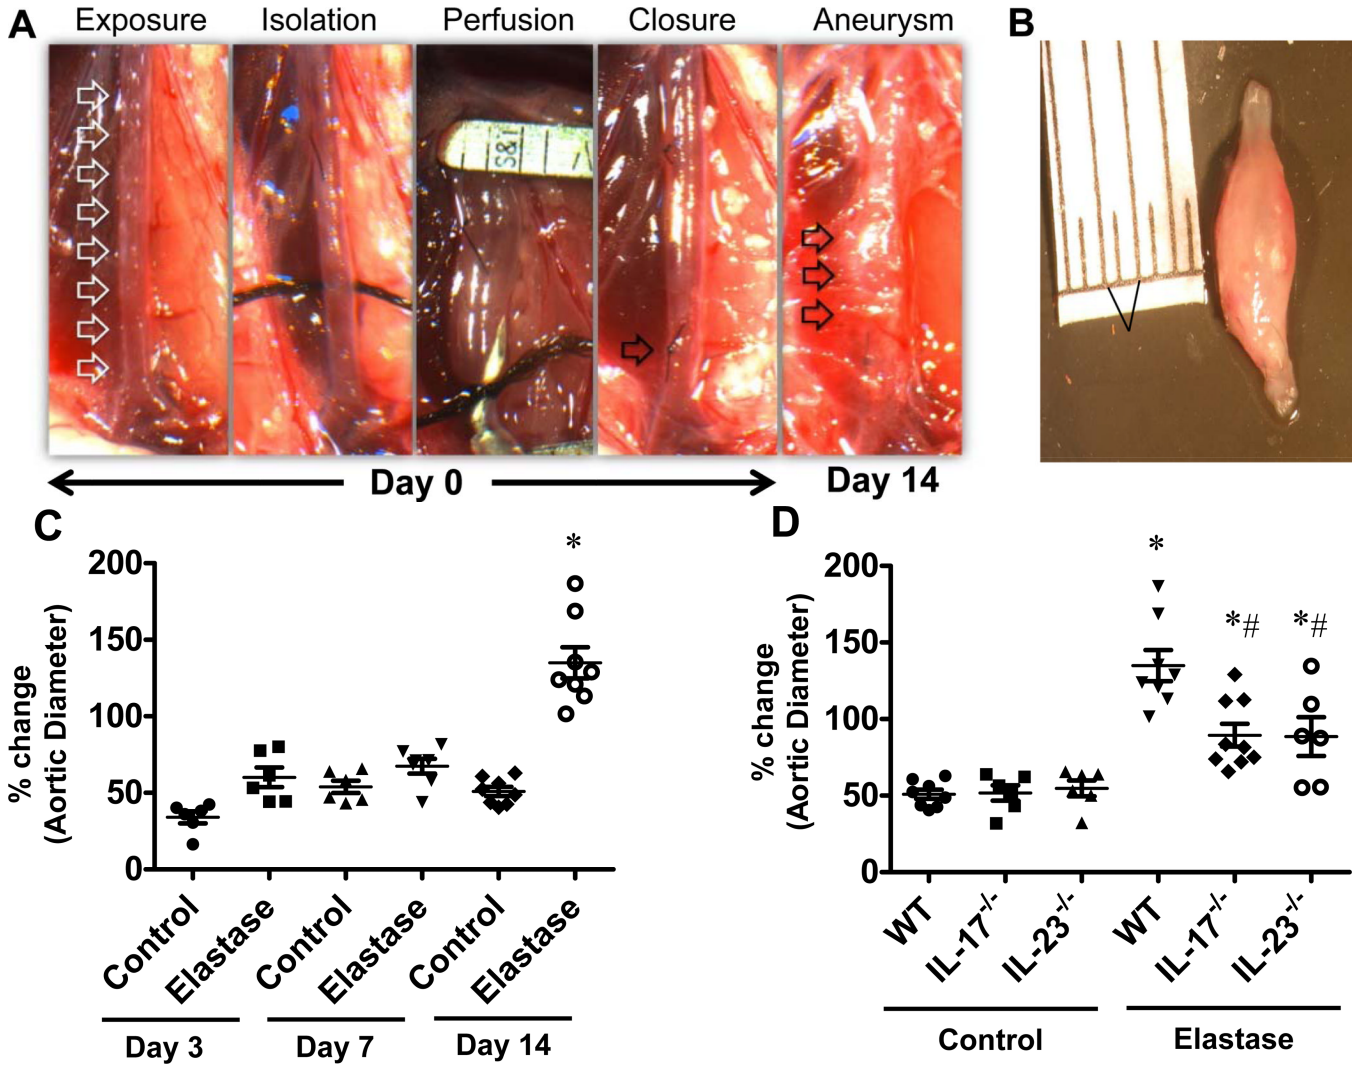 A
Exposure
Isolation
Perfusion
Closure
Aneurysm
B
S&T
Day 0
Day 14
C
*
% change
(Aortic Diameter)
200
150
100
50
0
Control
Elastase
Control
Elastase
Control
Elastase
Day 3
Day 7
Day 14
D
*
*#
*#
% change
(Aortic Diameter)
200
150
100
50
0
WT
IL-17-/-
IL-23-/-
WT
IL-17-/-
IL-23-/-
Control
Elastase